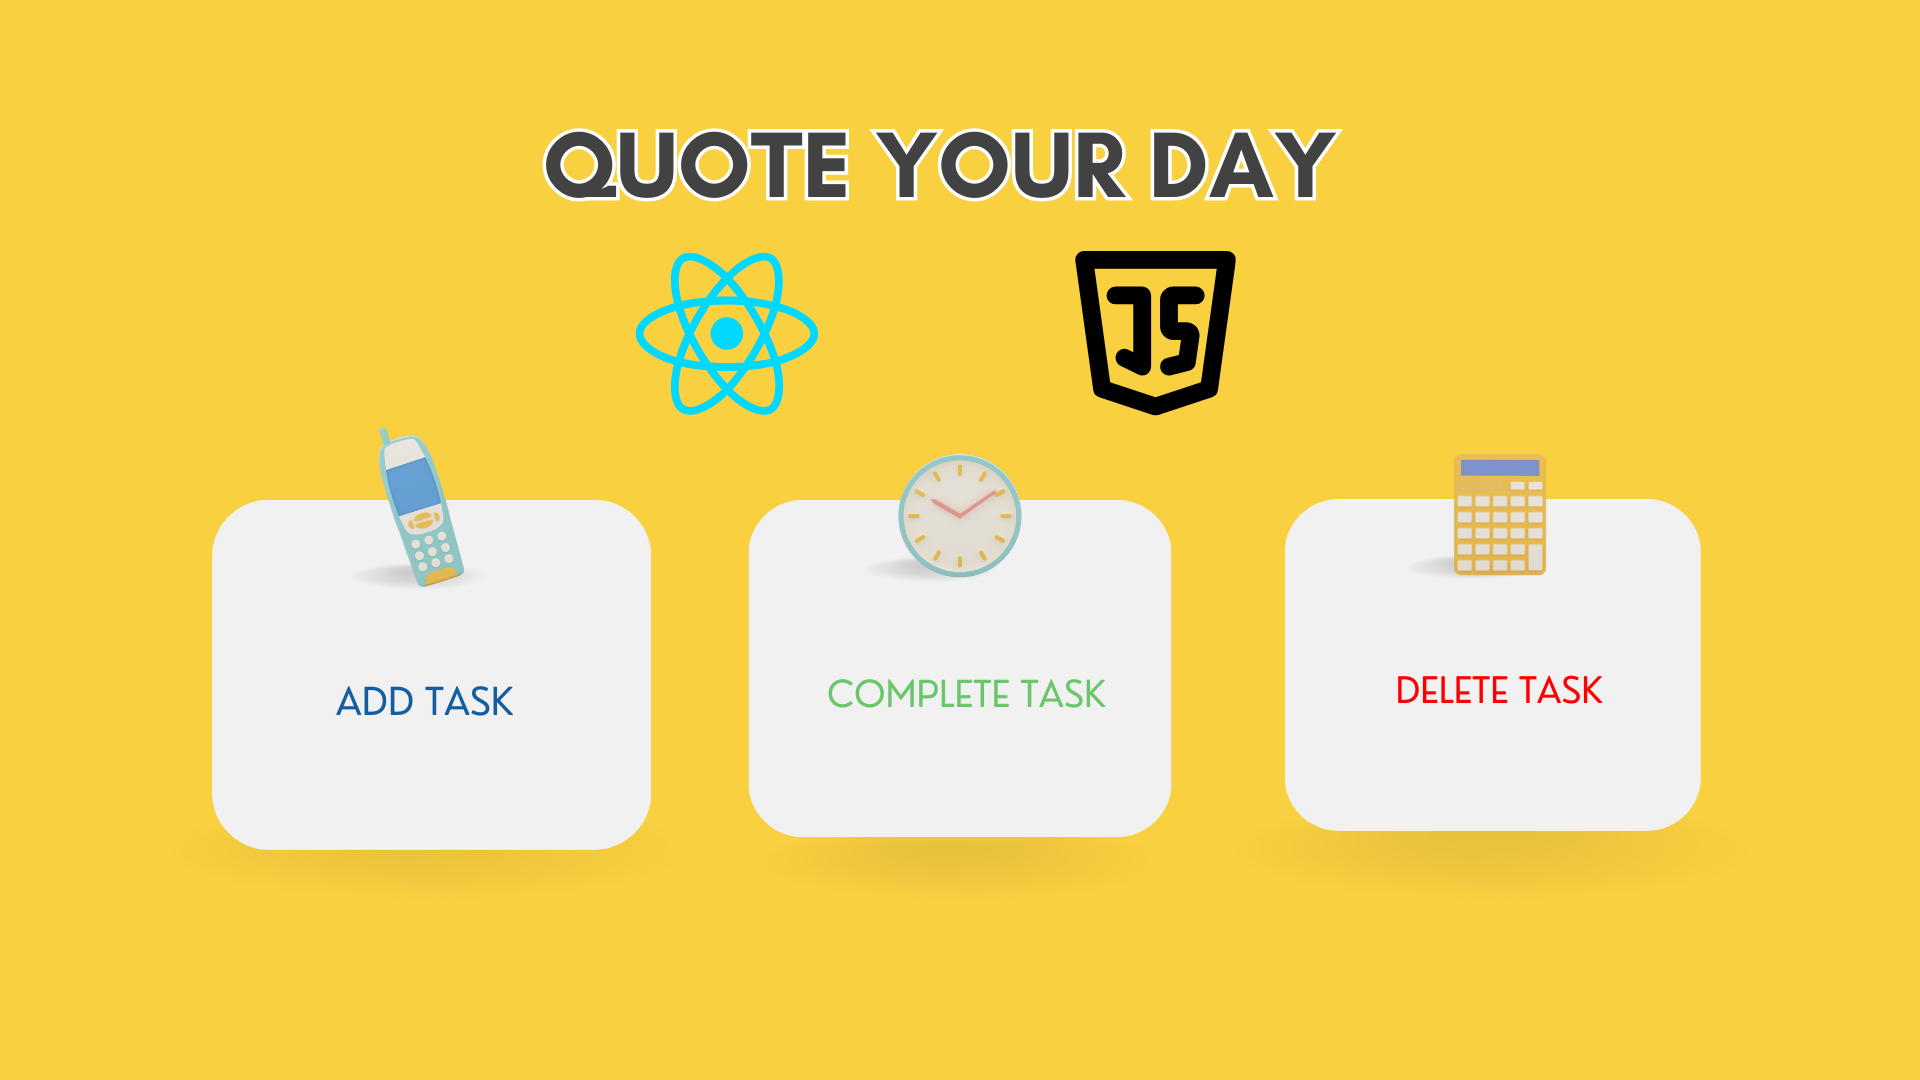 QUOTE YOUR DAY
JS
ADD TASK
COMPLETE TASK
DELETE TASK